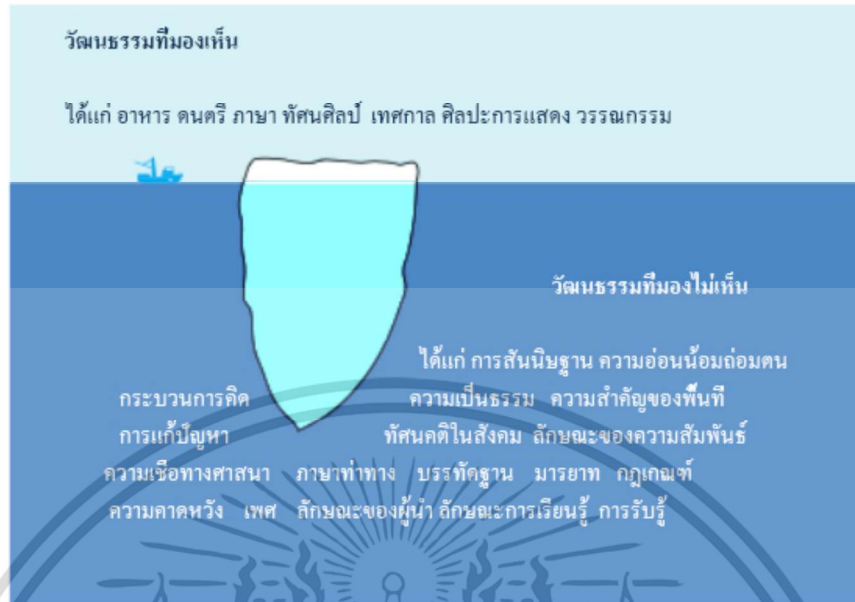 วัฒนธรรมที่มองเห็น
ได้แก่ อาหาร ดนตรี ภาษา ทัศนศิลป์ เทศกาล ศิลปะการแสดง วรรณกรรม
วัฒนธรรมที่มองไม่เห็น
ได้แก่ การสันนิษฐาน ความอ่อนน้อมถ่อมตน
กระบวนการคิด ความเป็นธรรม ความสำคัญของพื้นที่
การแก้ปัญหา ทัศนคติในสังคม ลักษณะของความสัมพันธ์
ความเชื่อทางศาสนา ภาษาท่าทาง บรรทัดฐาน มารยาท กฎเกณฑ์
ความคาดหวัง เพศ ลักษณะของผู้นำ ลักษณะการเรียนรู้ การรับรู้